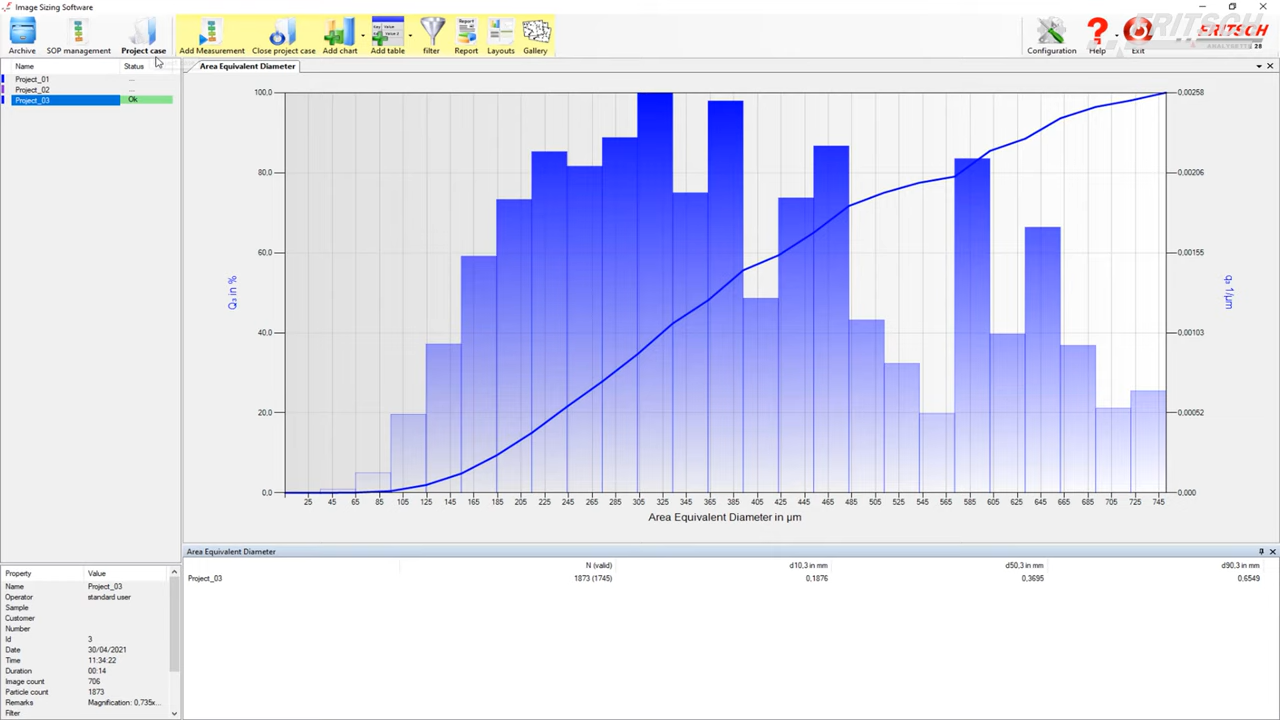 Image Sizing Software
Archive
SOP management
Project case
Add Measurement
Close project case
Add chart
Add table
filter
Report
Layouts
Gallery
Configuration
Help
Exit
FRITSCH
ANALYSETTE 28
Name Status
Project_01 ...
Project_02 ...
Project_03 Ok
Area Equivalent Diameter
100.0
80.0
60.0
40.0
20.0
0.0
Q₃ in %
0.00258
0.00206
0.00155
0.00103
0.00052
0.000
q₃ 1/µm
25 45 65 85 105 125 145 165 185 205 225 245 265 285 305 325 345 365 385 405 425 445 465 485 505 525 545 565 585 605 625 645 665 685 705 725 745
Area Equivalent Diameter in µm
Area Equivalent Diameter
N (valid) d10,3 in mm d50,3 in mm d90,3 in mm
Project_03 1873 (1745) 0.1876 0.3695 0.6549
Property Value
Name Project_03
Operator standard user
Sample
Customer
Number
Id 3
Date 30/04/2021
Time 11:34:22
Duration 00:14
Image count 706
Particle count 1873
Remarks Magnification: 0,735x...
Filter